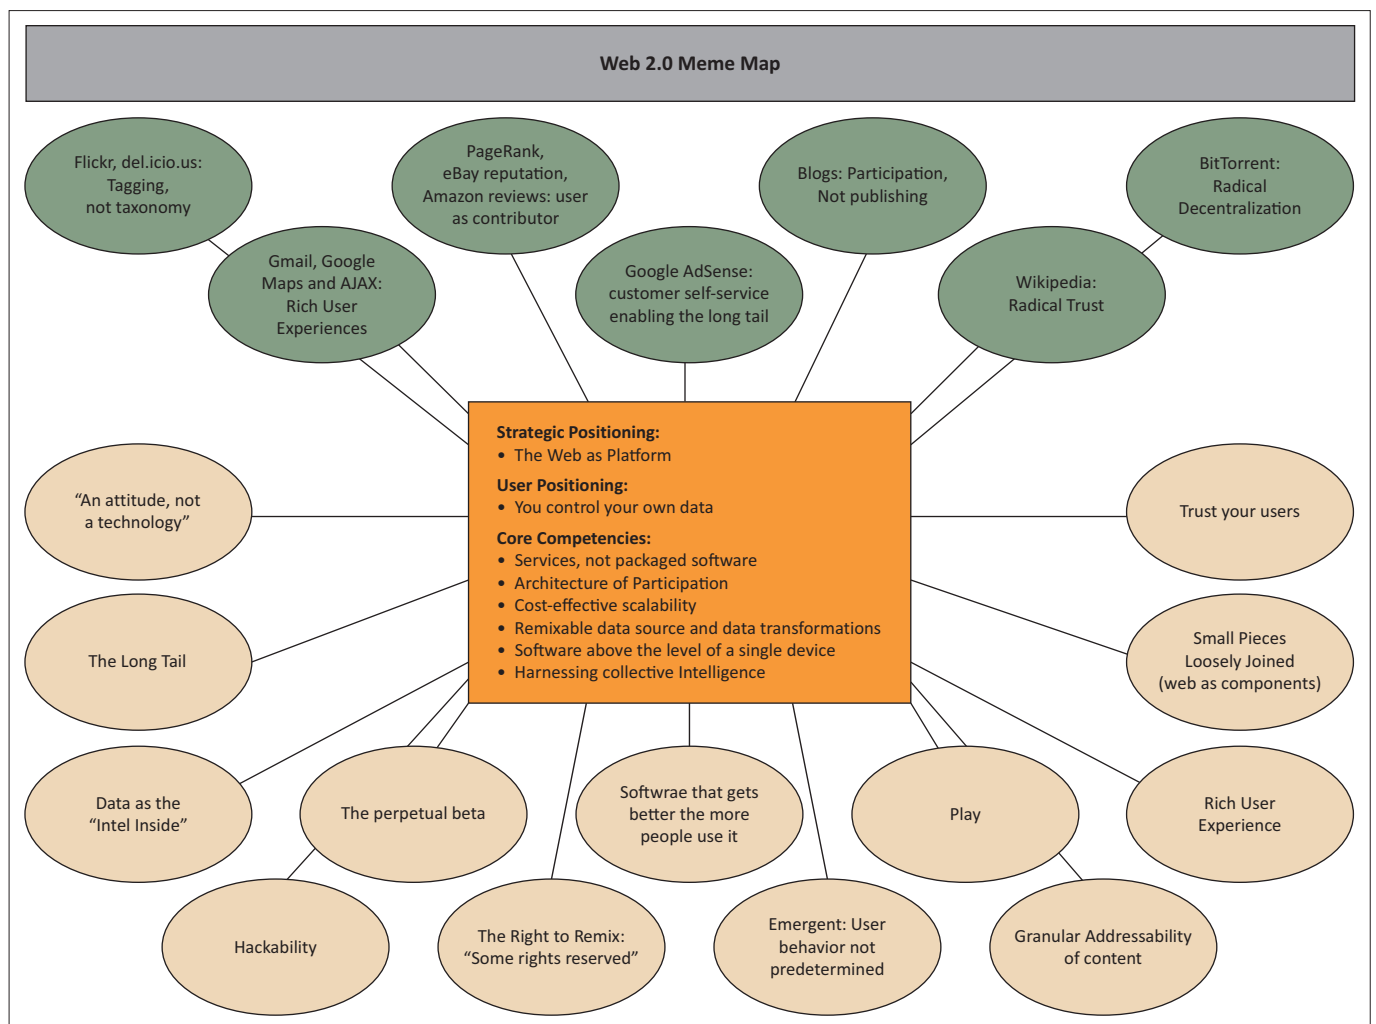 Web 2.0 Meme Map
Flickr, del.icio.us:
Tagging,
not taxonomy
PageRank,
eBay reputation,
Amazon reviews: user
as contributor
Blogs: Participation,
Not publishing
BitTorrent:
Radical
Decentralization
Gmail, Google
Maps and AJAX:
Rich User
Experiences
Google AdSense:
customer self-service
enabling the long tail
Wikipedia:
Radical Trust
Strategic Positioning:
• The Web as Platform
User Positioning:
• You control your own data
Core Competencies:
• Services, not packaged software
• Architecture of Participation
• Cost-effective scalability
• Remixable data source and data transformations
• Software above the level of a single device
• Harnessing collective Intelligence
“An attitude, not
a technology”
Trust your users
The Long Tail
Small Pieces
Loosely Joined
(web as components)
Data as the
“Intel Inside”
The perpetual beta
Softwrae that gets
better the more
people use it
Play
Rich User
Experience
Hackability
The Right to Remix:
“Some rights reserved”
Emergent: User
behavior not
predetermined
Granular Addressability
of content